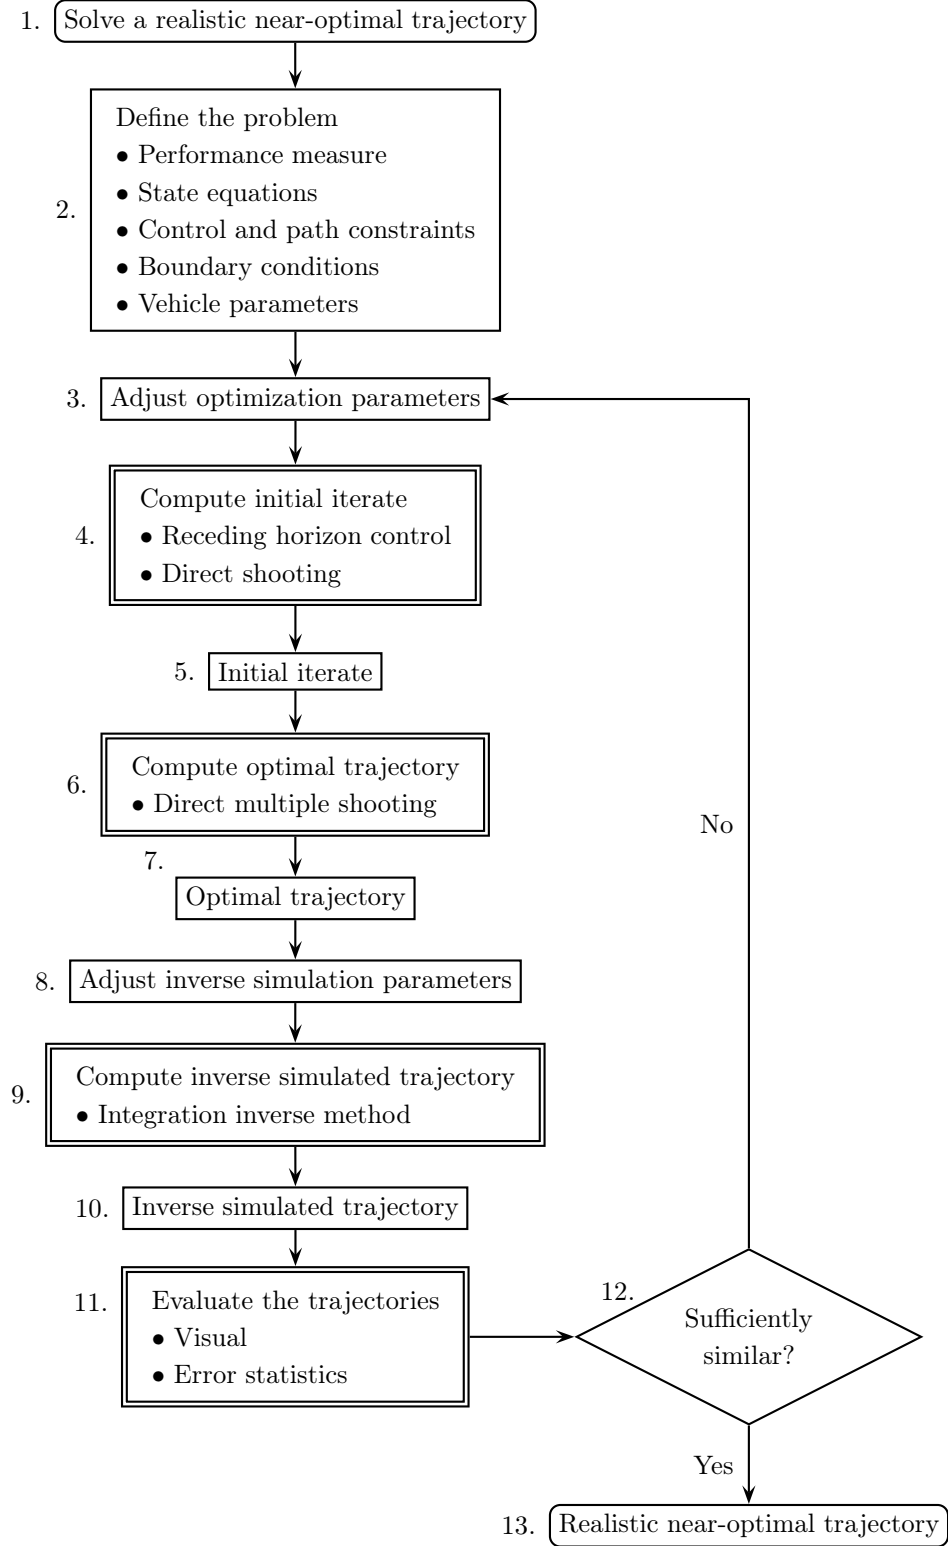 1. Solve a realistic near-optimal trajectory
2. Define the problem
• Performance measure
• State equations
• Control and path constraints
• Boundary conditions
• Vehicle parameters
3. Adjust optimization parameters
4. Compute initial iterate
• Receding horizon control
• Direct shooting
5. Initial iterate
6. Compute optimal trajectory
• Direct multiple shooting
7. Optimal trajectory
8. Adjust inverse simulation parameters
9. Compute inverse simulated trajectory
• Integration inverse method
10. Inverse simulated trajectory
11. Evaluate the trajectories
• Visual
• Error statistics
12. Sufficiently
similar?
No
Yes
13. Realistic near-optimal trajectory